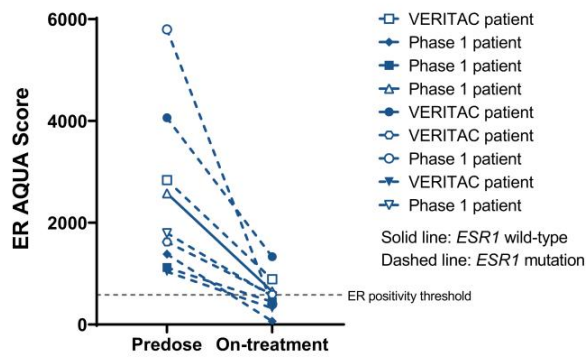 ER AQUA Score
6000
4000
2000
0
Predose
On-treatment
VERITAC patient
Phase 1 patient
Phase 1 patient
Phase 1 patient
VERITAC patient
VERITAC patient
Phase 1 patient
VERITAC patient
Phase 1 patient
Solid line: ESR1 wild-type
Dashed line: ESR1 mutation
ER positivity threshold